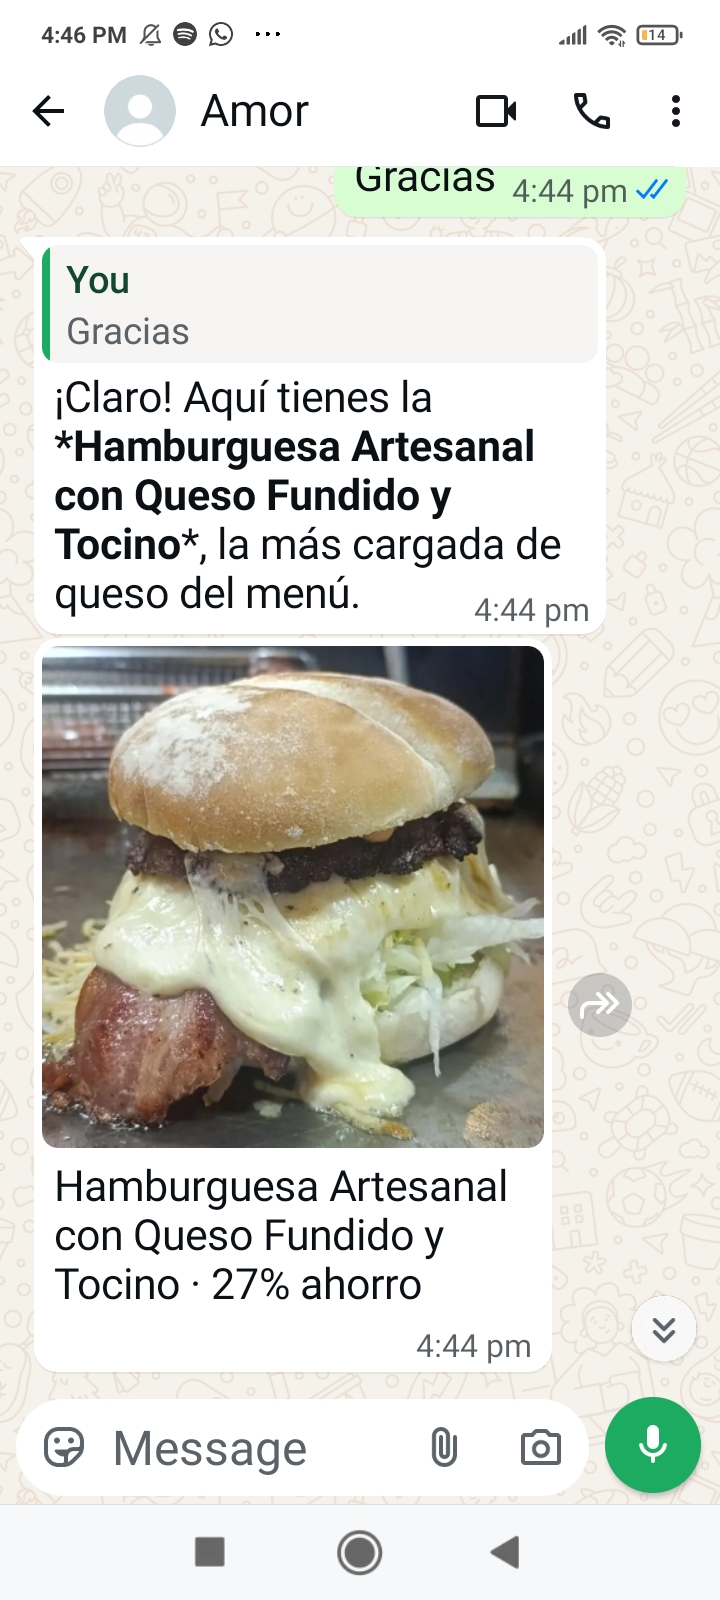 4:46 PM
14
Amor
Gracias 4:44 pm
You
Gracias
¡Claro! Aquí tienes la
*Hamburguesa Artesanal
con Queso Fundido y
Tocino*, la más cargada de
queso del menú. 4:44 pm
Hamburguesa Artesanal
con Queso Fundido y
Tocino · 27% ahorro
4:44 pm
Message